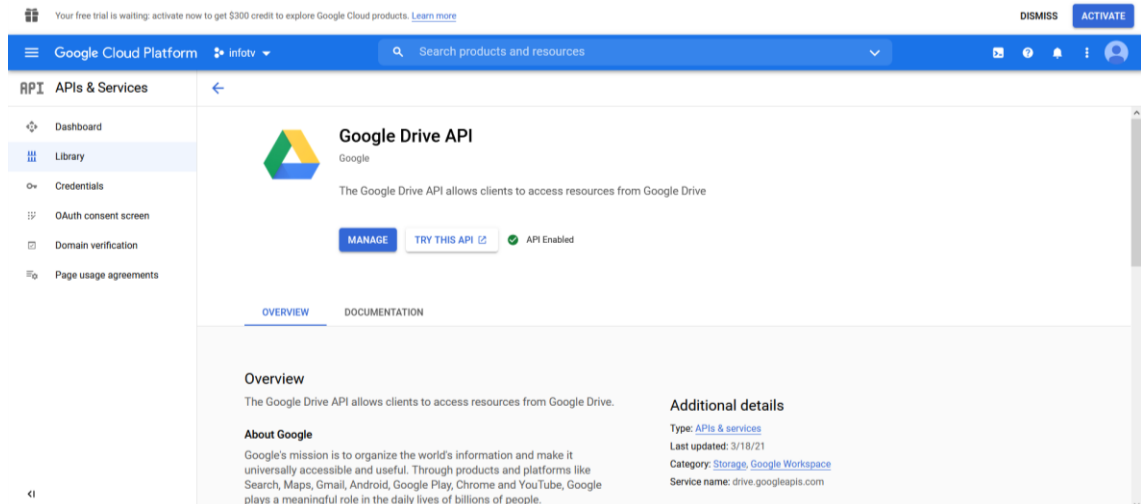 Your free trial is waiting: activate now to get $300 credit to explore Google Cloud products. Learn more
DISMISS
ACTIVATE
Google Cloud Platform
infotv
Search products and resources
API APIs & Services
Dashboard
Library
Credentials
OAuth consent screen
Domain verification
Page usage agreements
Google Drive API
Google
The Google Drive API allows clients to access resources from Google Drive
MANAGE
TRY THIS API
API Enabled
OVERVIEW
DOCUMENTATION
Overview
The Google Drive API allows clients to access resources from Google Drive.
About Google
Google's mission is to organize the world's information and make it
universally accessible and useful. Through products and platforms like
Search, Maps, Gmail, Android, Google Play, Chrome and YouTube, Google
plays a meaningful role in the daily lives of billions of people.
Additional details
Type: APIs & services
Last updated: 3/18/21
Category: Storage, Google Workspace
Service name: drive.googleapis.com